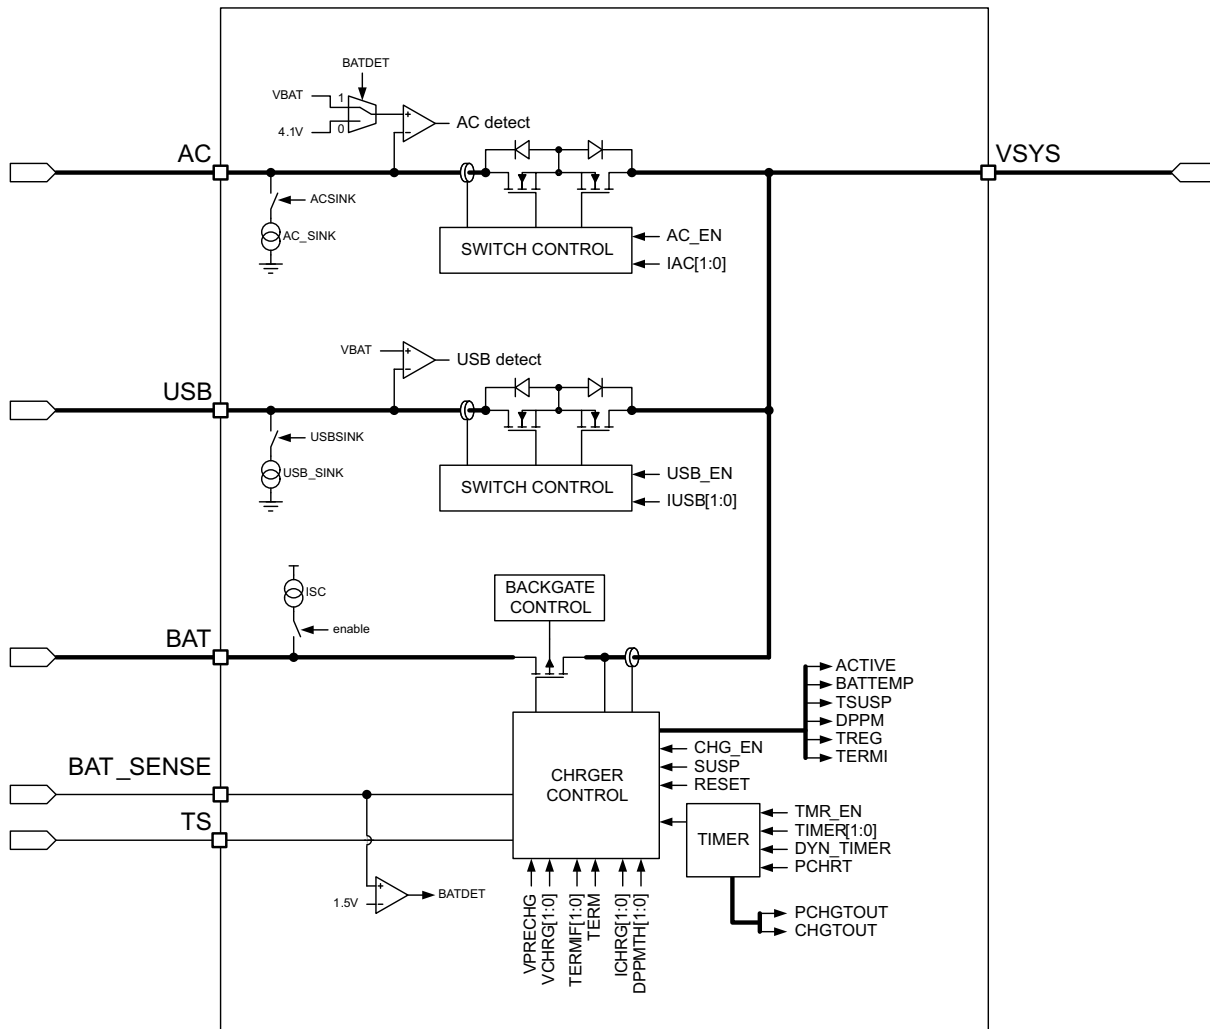 BATDET
VBAT
1
4.1V
0
+
−
AC detect
AC
VSYS
ACSINK
AC_SINK
SWITCH CONTROL
AC_EN
IAC[1:0]
VBAT
+
−
USB detect
USB
USBSINK
USB_SINK
SWITCH CONTROL
USB_EN
IUSB[1:0]
ISC
enable
BACKGATE
CONTROL
BAT
ACTIVE
BATTEMP
TSUSP
DPPM
TREG
TERMI
CHG_EN
SUSP
RESET
CHRGER
CONTROL
BAT_SENSE
TS
TIMER
TMR_EN
TIMER[1:0]
DYN_TIMER
PCHRT
PCHGTOUT
CHGTOUT
+
1.5V
−
BATDET
VPRECHG
VCHRG[1:0]
TERMIF[1:0]
TERM
ICHRG[1:0]
DPPMTH[1:0]